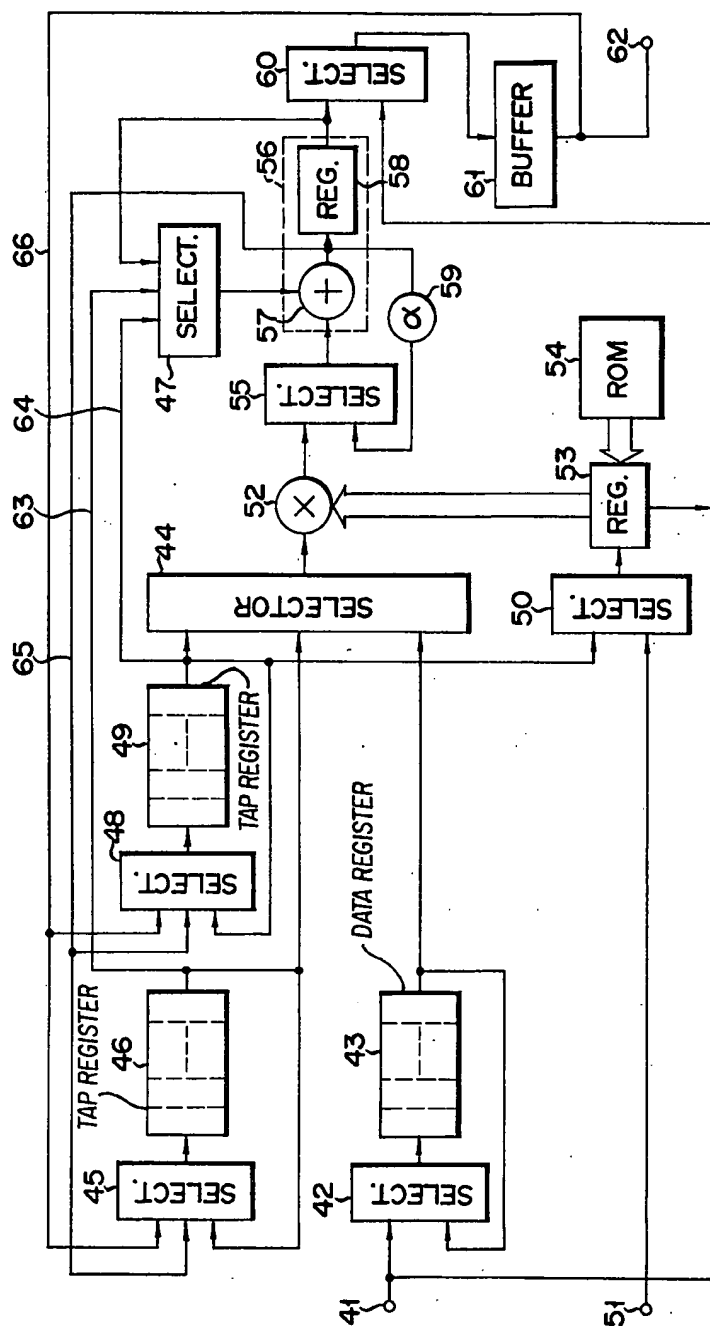 66
65
63
64
60
SELECT.
62
61
BUFFER
56
REG.
58
47
SELECT.
57
+
59
α
55
SELECT.
52
×
54
ROM
53
REG.
50
SELECT.
44
SELECTOR
49
TAP REGISTER
48
SELECT.
46
TAP REGISTER
45
SELECT.
43
DATA REGISTER
42
SELECT.
41
51